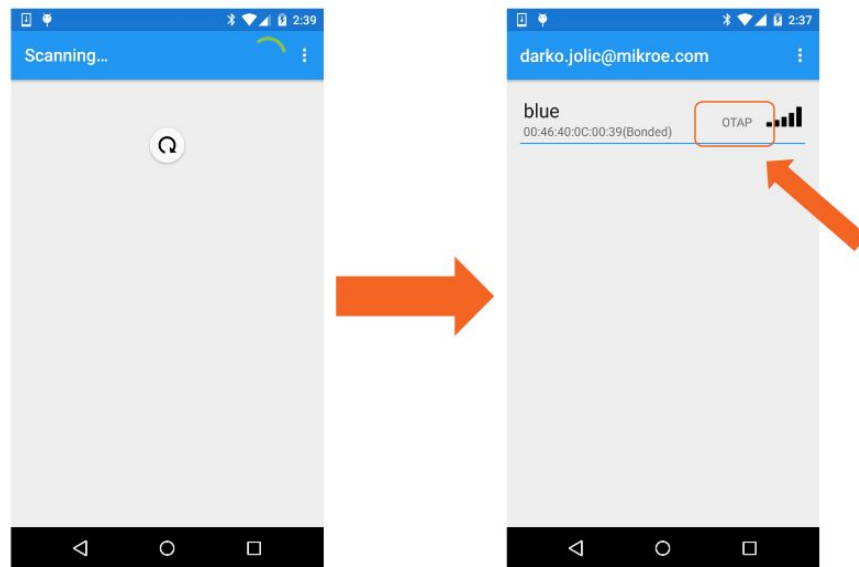 2:39
Scanning...
2:37
darko.jolic@mikroe.com
blue
OTAP
00:46:40:0C:00:39(Bonded)